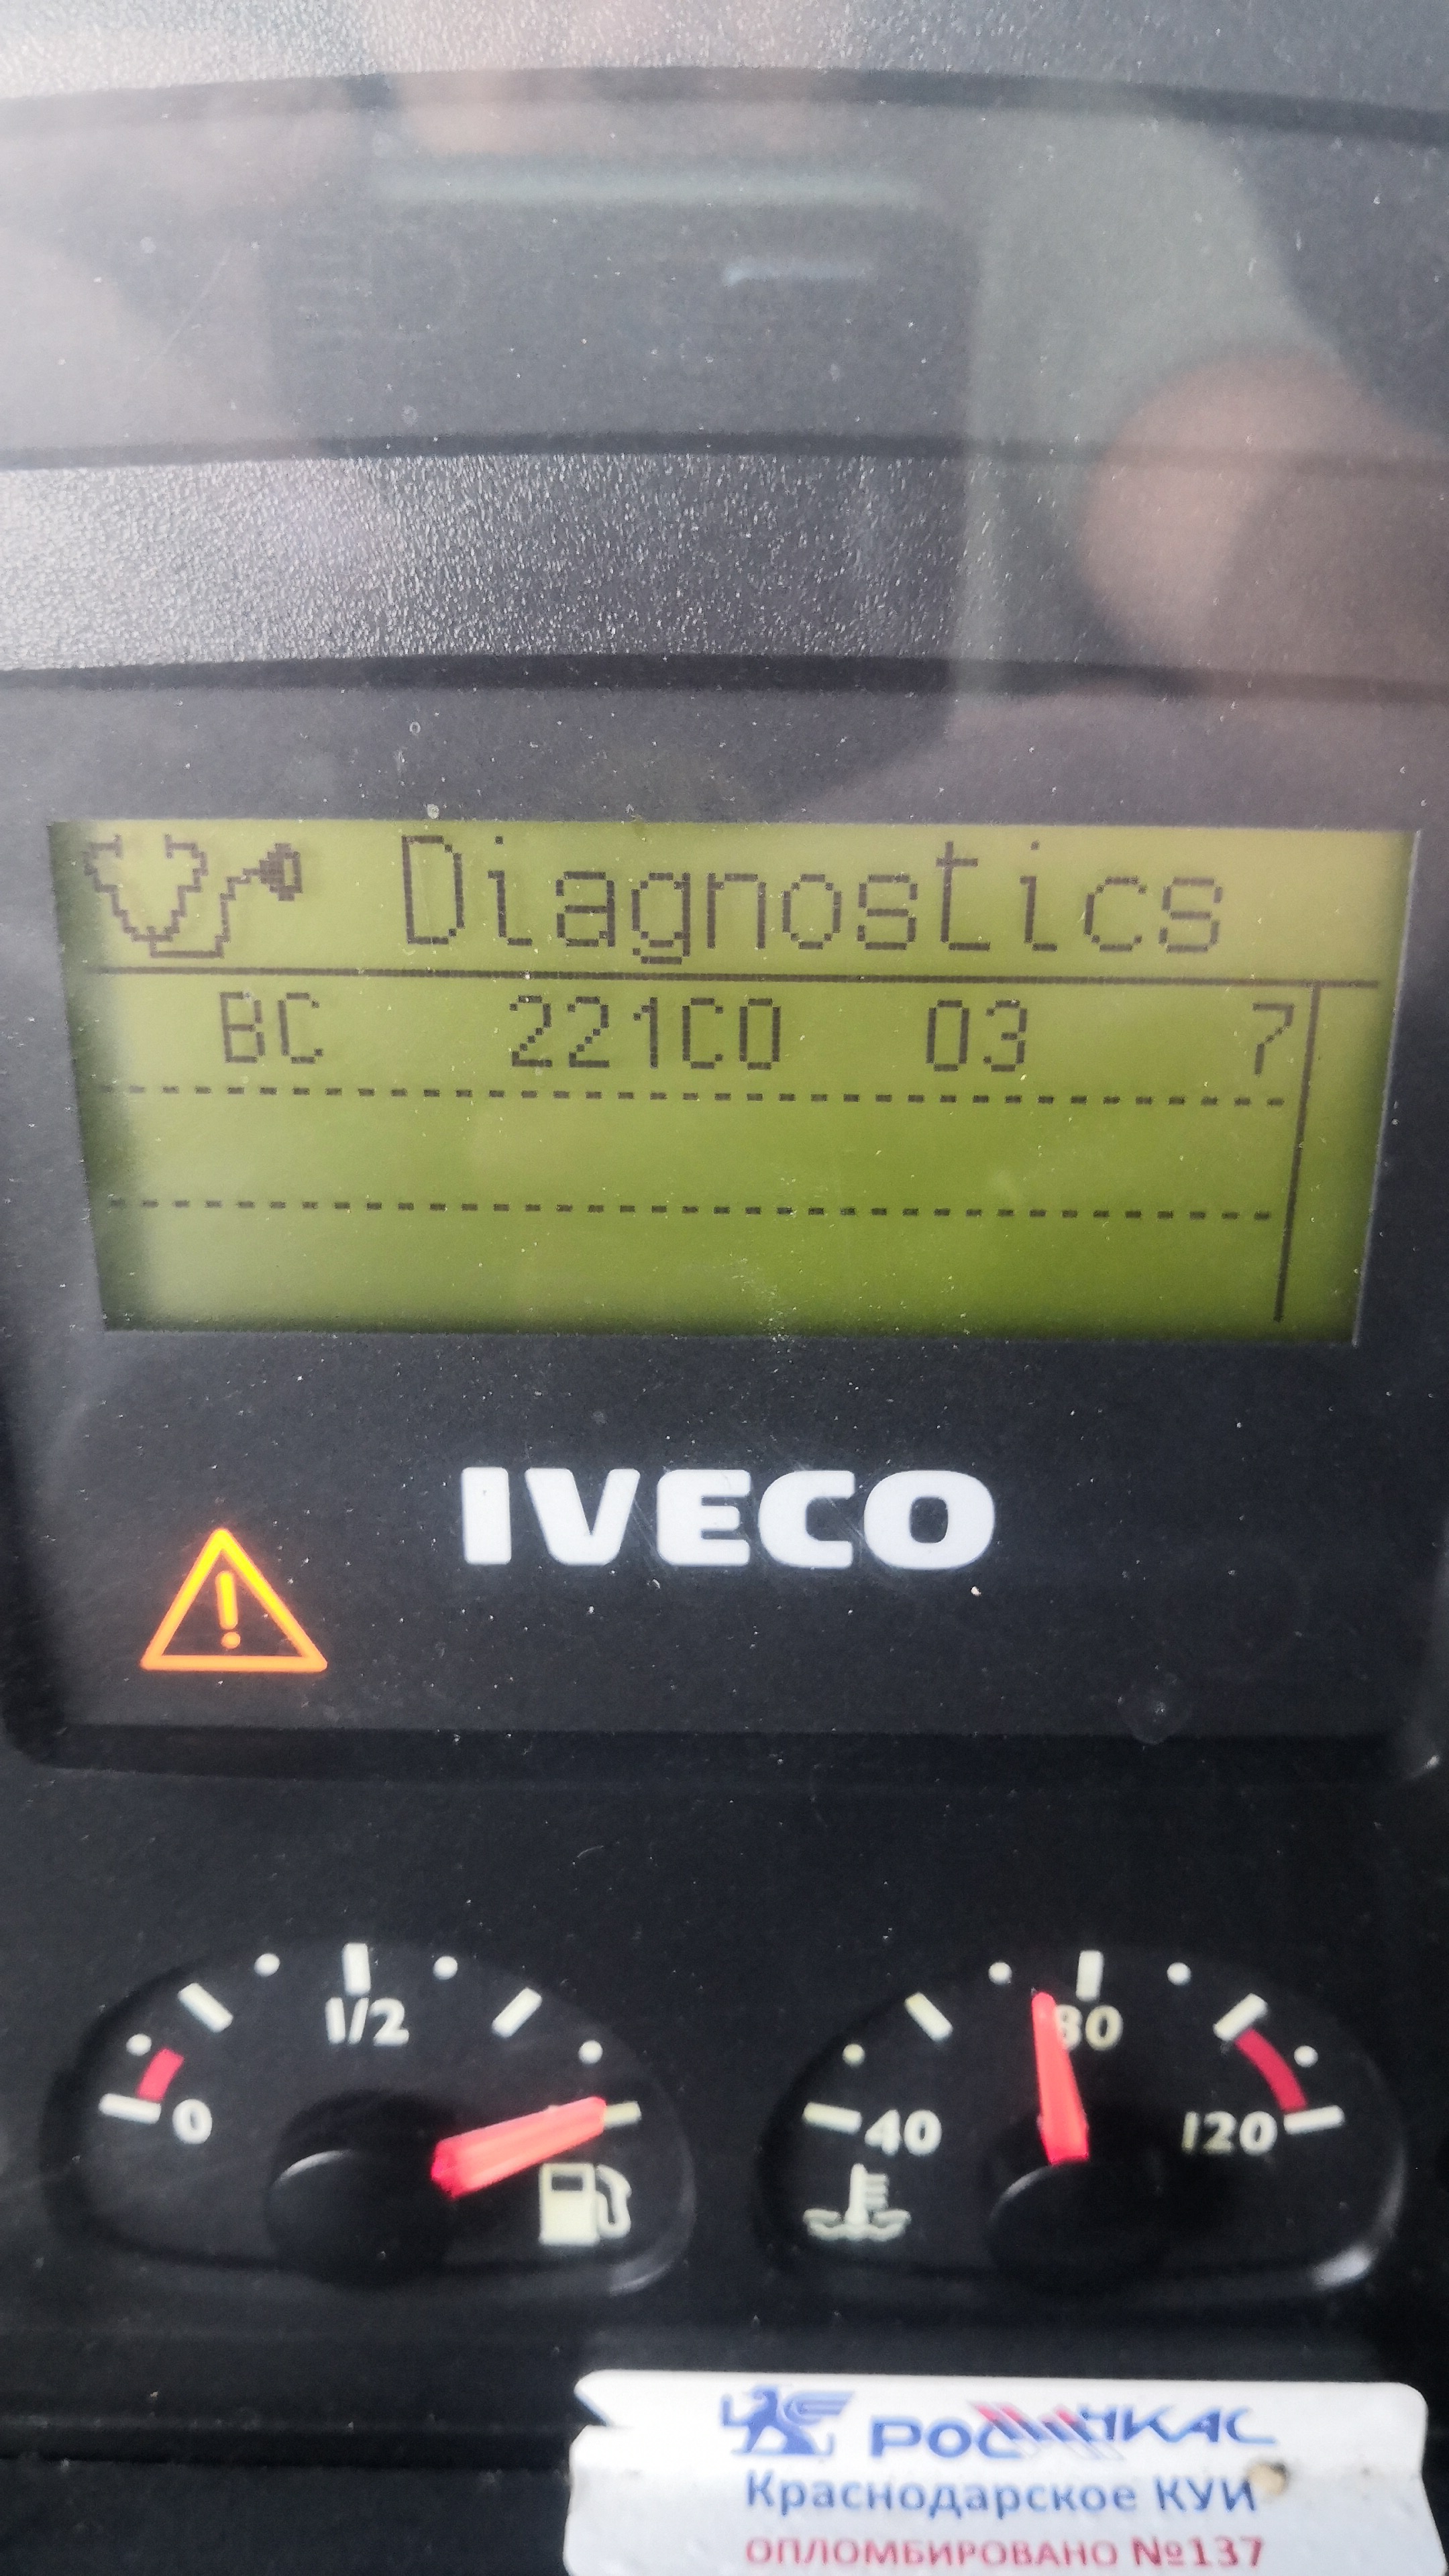 Diagnostics
BC 221C0 03 7
IVECO
1/2
0
80
40
120
РОСИНКАС
Краснодарское КУИ
ОПЛОМБИРОВАНО №137